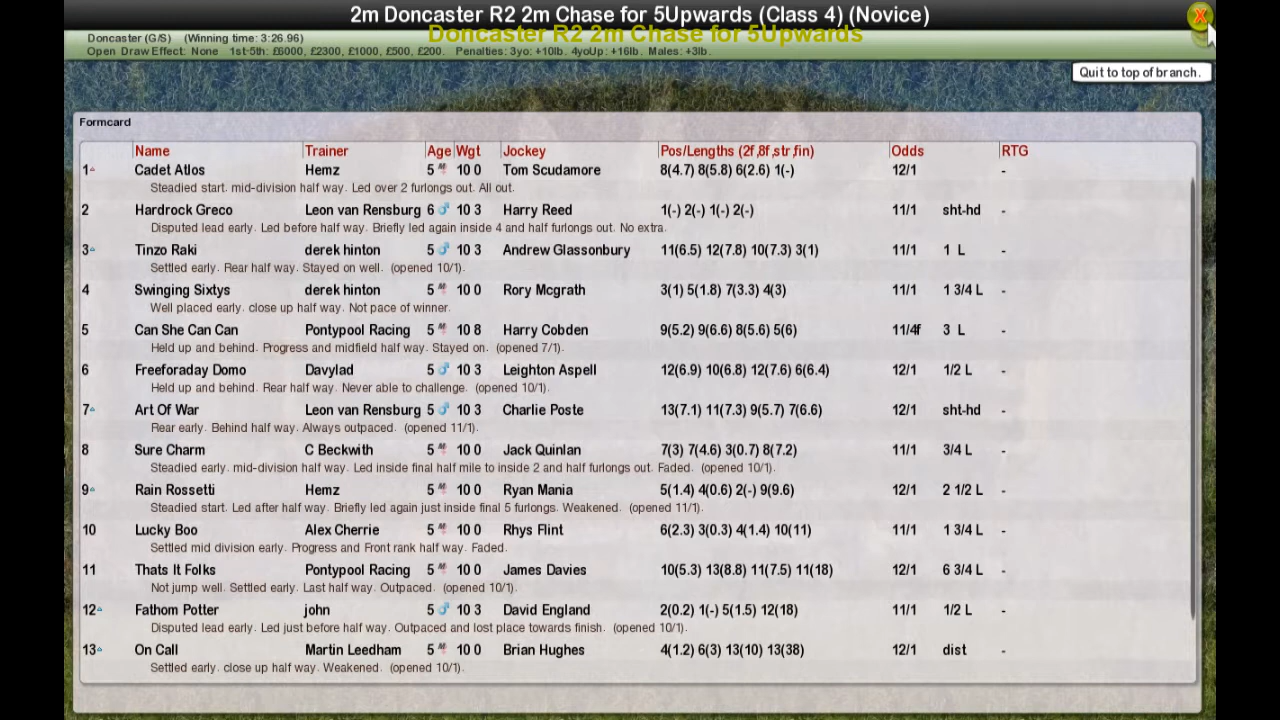 2m Doncaster R2 2m Chase for 5Upwards (Class 4) (Novice)
Doncaster R2 2m Chase for 5Upwards
Doncaster (G/S) (Winning time: 3:26.96)
Open Draw Effect: None 1st-5th: £6000, £2300, £1000, £500, £200. Penalties: 3yo: +10lb. 4yoUp: +16lb. Males: +3lb.
X
Quit to top of branch.
Formcard
Name Trainer Age Wgt Jockey Pos/Lengths (2f,8f,str,fin) Odds RTG
1 Cadet Atlos Hemz 5 10 0 Tom Scudamore 8(4.7) 8(5.8) 6(2.6) 1(-) 12/1 -
Steadied start. mid-division half way. Led over 2 furlongs out. All out.
2 Hardrock Greco Leon van Rensburg 6 10 3 Harry Reed 1(-) 2(-) 1(-) 2(-) 11/1 sht-hd -
Disputed lead early. Led before half way. Briefly led again inside 4 and half furlongs out. No extra.
3 Tinzo Raki derek hinton 5 10 3 Andrew Glassonbury 11(6.5) 12(7.8) 10(7.3) 3(1) 11/1 1 L -
Settled early. Rear half way. Stayed on well. (opened 10/1).
4 Swinging Sixtys derek hinton 5 10 0 Rory Mcgrath 3(1) 5(1.8) 7(3.3) 4(3) 11/1 1 3/4 L -
Well placed early. close up half way. Not pace of winner.
5 Can She Can Can Pontypool Racing 5 10 8 Harry Cobden 9(5.2) 9(6.6) 8(5.6) 5(6) 11/4f 3 L -
Held up and behind. Progress and midfield half way. Stayed on. (opened 7/1).
6 Freeforaday Domo Davylad 5 10 3 Leighton Aspell 12(6.9) 10(6.8) 12(7.6) 6(6.4) 12/1 1/2 L -
Held up and behind. Rear half way. Never able to challenge. (opened 10/1).
7 Art Of War Leon van Rensburg 5 10 3 Charlie Poste 13(7.1) 11(7.3) 9(5.7) 7(6.6) 12/1 sht-hd -
Rear early. Behind half way. Always outpaced. (opened 11/1).
8 Sure Charm C Beckwith 5 10 0 Jack Quinlan 7(3) 7(4.6) 3(0.7) 8(7.2) 11/1 3/4 L -
Steadied early. mid-division half way. Led inside final half mile to inside 2 and half furlongs out. Faded. (opened 10/1).
9 Rain Rossetti Hemz 5 10 0 Ryan Mania 5(1.4) 4(0.6) 2(-) 9(9.6) 12/1 2 1/2 L -
Steadied start. Led after half way. Briefly led again just inside final 5 furlongs. Weakened. (opened 11/1).
10 Lucky Boo Alex Cherrie 5 10 0 Rhys Flint 6(2.3) 3(0.3) 4(1.4) 10(11) 11/1 1 3/4 L -
Settled mid division early. Progress and Front rank half way. Faded.
11 Thats It Folks Pontypool Racing 5 10 0 James Davies 10(5.3) 13(8.8) 11(7.5) 11(18) 12/1 6 3/4 L -
Not jump well. Settled early. Last half way. Outpaced. (opened 10/1).
12 Fathom Potter john 5 10 3 David England 2(0.2) 1(-) 5(1.5) 12(18) 11/1 1/2 L -
Disputed lead early. Led just before half way. Outpaced and lost place towards finish. (opened 10/1).
13 On Call Martin Leedham 5 10 0 Brian Hughes 4(1.2) 6(3) 13(10) 13(38) 12/1 dist -
Settled early. close up half way. Weakened. (opened 10/1).